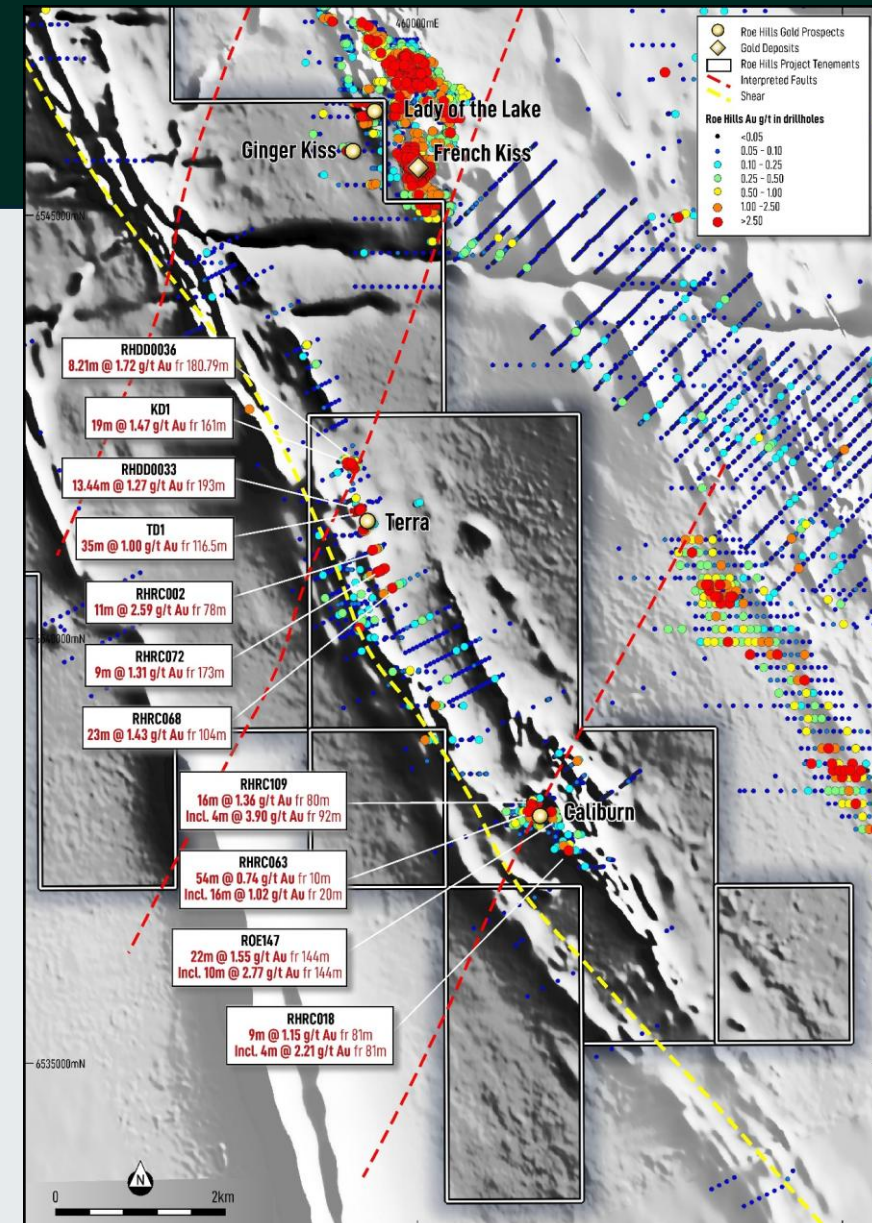 460000mE
Roe Hills Gold Prospects
Gold Deposits
Roe Hills Project Tenements
Interpreted Faults
Shear
Roe Hills Au g/t in drillholes
<0.05
0.05 - 0.10
0.10 - 0.25
0.25 - 0.50
0.50 - 1.00
1.00 -2.50
>2.50
Lady of the Lake
Ginger Kiss
French Kiss
6545000mN
RHDD0036
8.21m @ 1.72 g/t Au fr 180.79m
KD1
19m @ 1.47 g/t Au fr 161m
RHDD0033
13.44m @ 1.27 g/t Au fr 193m
TD1
35m @ 1.00 g/t Au fr 116.5m
Terra
RHRC002
11m @ 2.59 g/t Au fr 78m
RHRC072
9m @ 1.31 g/t Au fr 173m
RHRC068
23m @ 1.43 g/t Au fr 104m
RHRC109
16m @ 1.36 g/t Au fr 80m
Incl. 4m @ 3.90 g/t Au fr 92m
Caliburn
RHRC063
54m @ 0.74 g/t Au fr 10m
Incl. 16m @ 1.02 g/t Au fr 20m
ROE147
22m @ 1.55 g/t Au fr 144m
Incl. 10m @ 2.77 g/t Au fr 144m
RHRC018
9m @ 1.15 g/t Au fr 81m
Incl. 4m @ 2.21 g/t Au fr 81m
6535000mN
N
0
2km